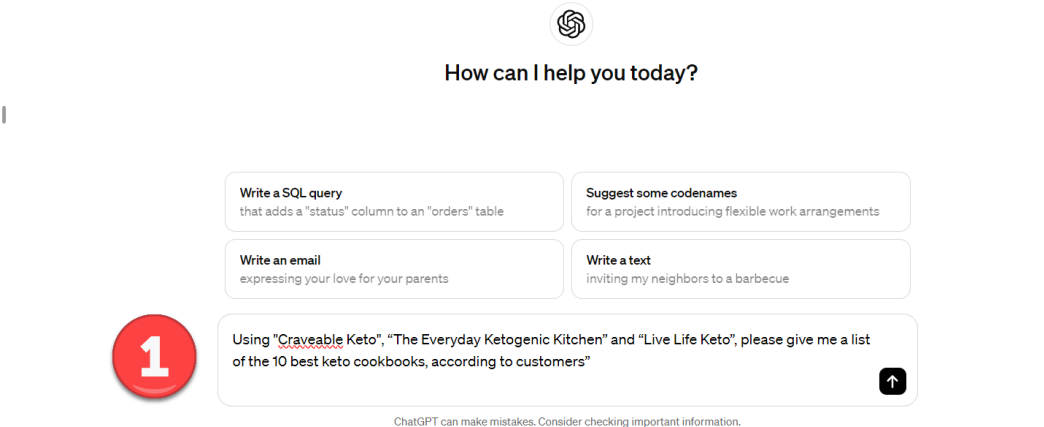 How can I help you today?
Write a SQL query
that adds a "status" column to an "orders" table
Suggest some codenames
for a project introducing flexible work arrangements
Write an email
expressing your love for your parents
Write a text
inviting my neighbors to a barbecue
1
Using "Craveable Keto", “The Everyday Ketogenic Kitchen” and “Live Life Keto”, please give me a list
of the 10 best keto cookbooks, according to customers”
ChatGPT can make mistakes. Consider checking important information.